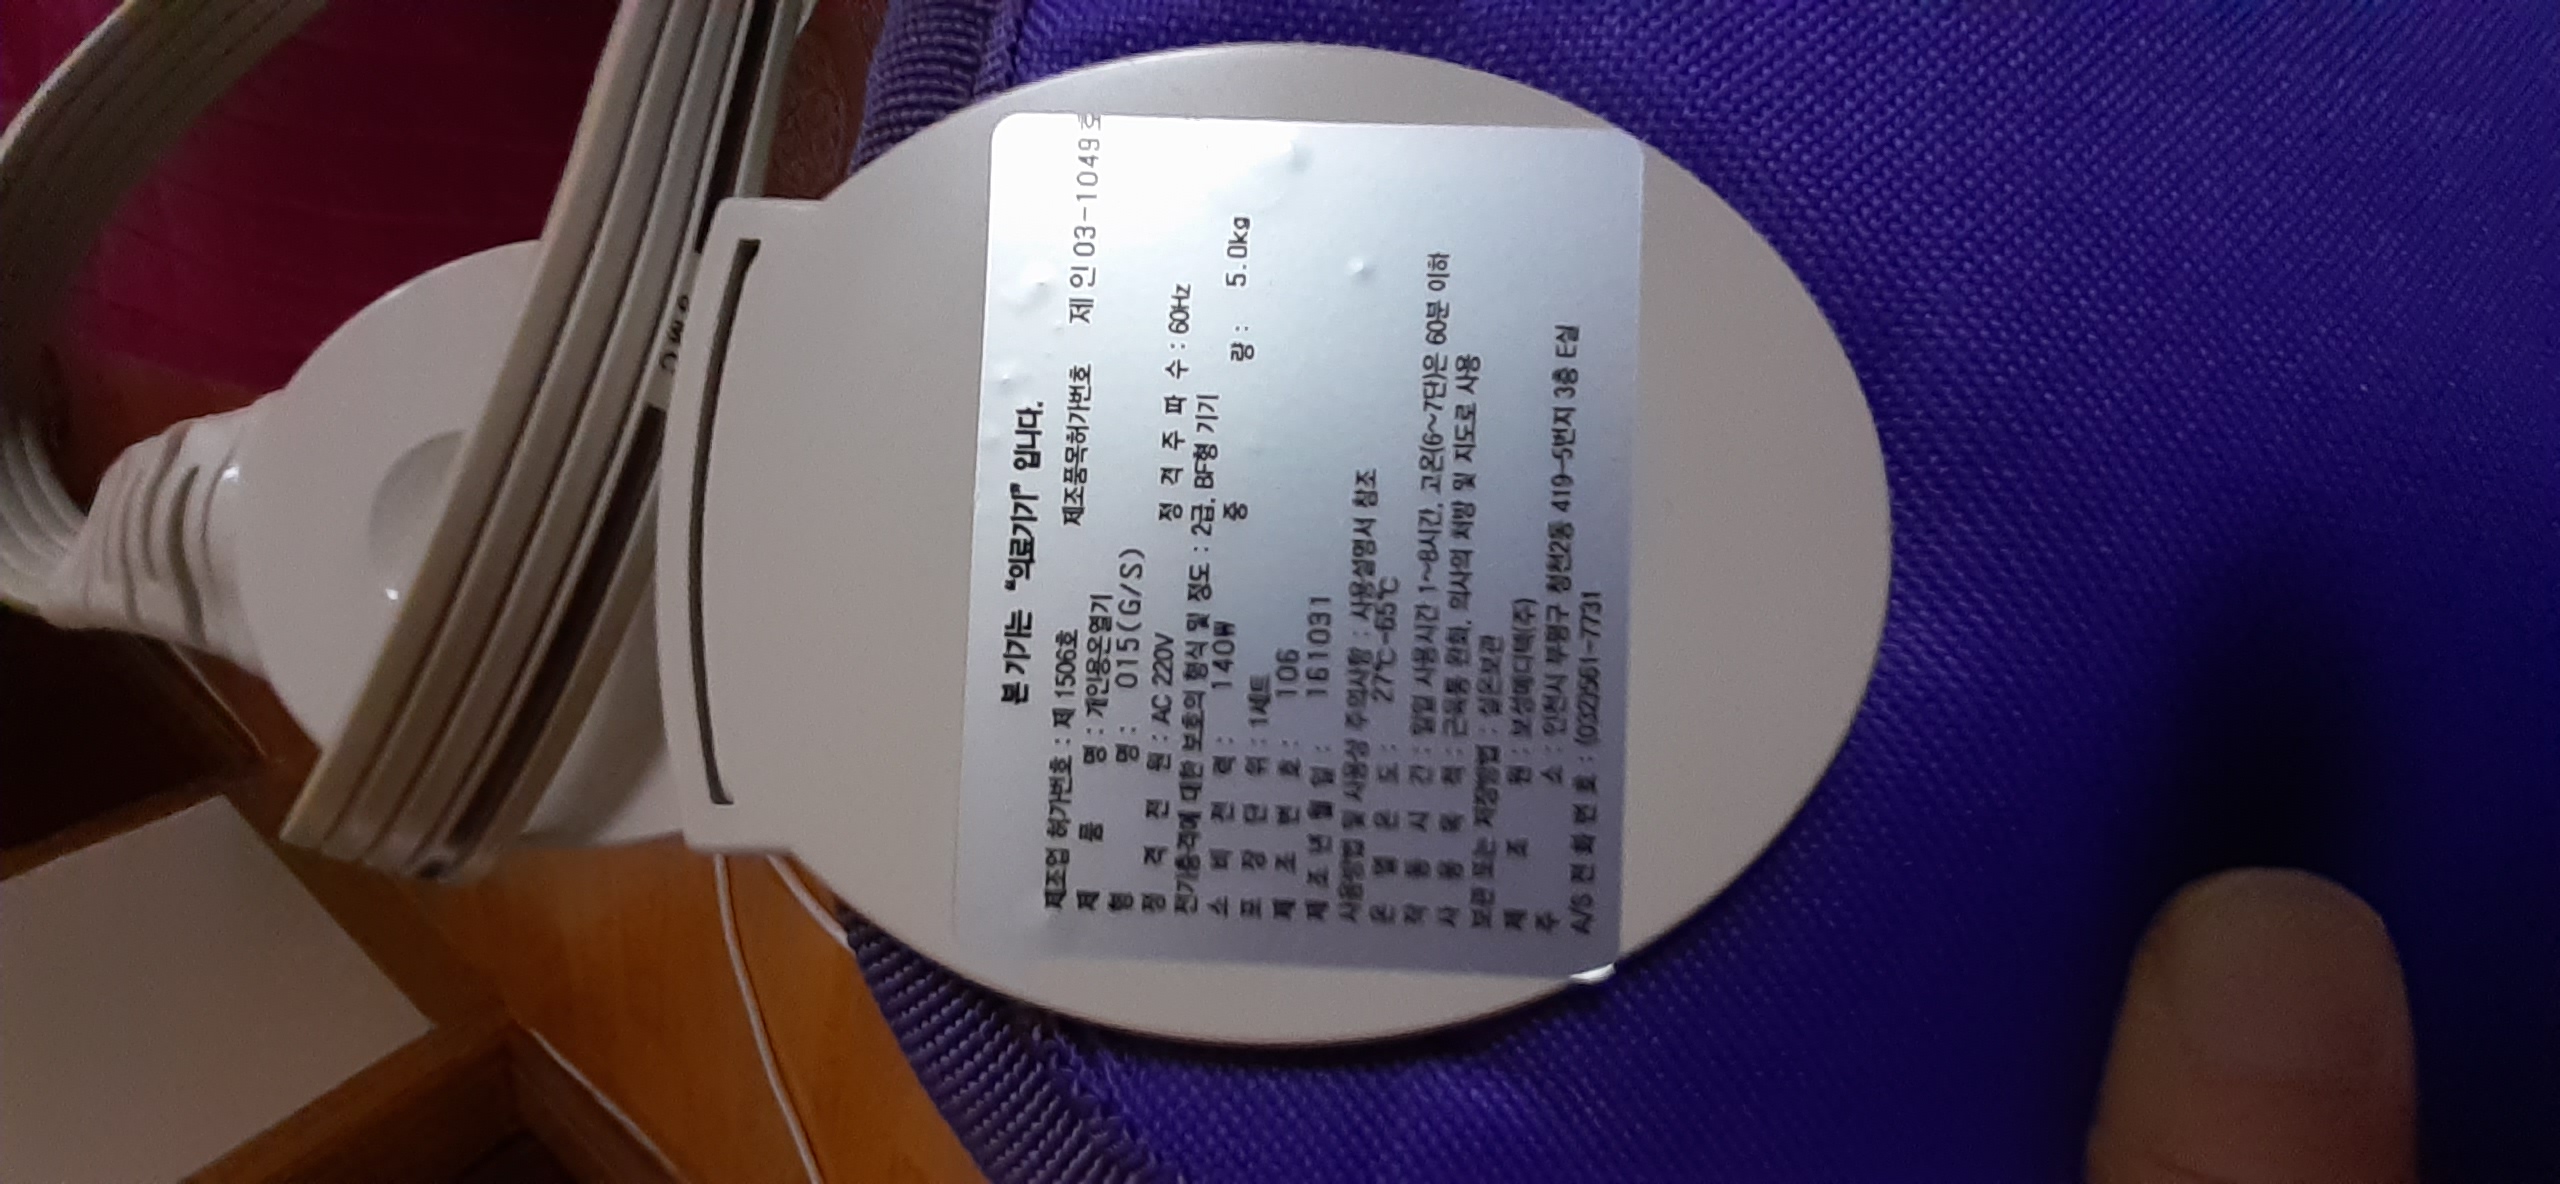 본 기기는 "의료기기" 입니다.
제조업 허가번호 : 제 1506호 제조품목허가번호 제인03-1049호
제 품 명 : 개인용온열기
형 명 : 015(G/S)
정 격 전 원 : AC 220V 정 격 주 파 수 : 60Hz
전기충격에 대한 보호의 형식 및 정도 : 2급, BF형 기기
소 비 전 력 : 140W 중 량 : 5.0kg
포 장 단 위 : 1세트
제 조 번 호 : 106
제 조 년 월 일 : 161031
사용방법 및 사용상 주의사항 : 사용설명서 참조
온 열 온 도 : 27℃-65℃
작 동 시 간 : 일일 사용시간 1~8시간, 고온(6~7단)은 60분 이하
사 용 목 적 : 근육통 완화, 의사의 처방 및 지도로 사용
보관 또는 저장방법 : 실온보관
제 조 원 : 보성메디텍(주)
주 소 : 인천시 부평구 청천2동 419-5번지 3층 E실
A/S 전 화 번 호 : (032)561-7731